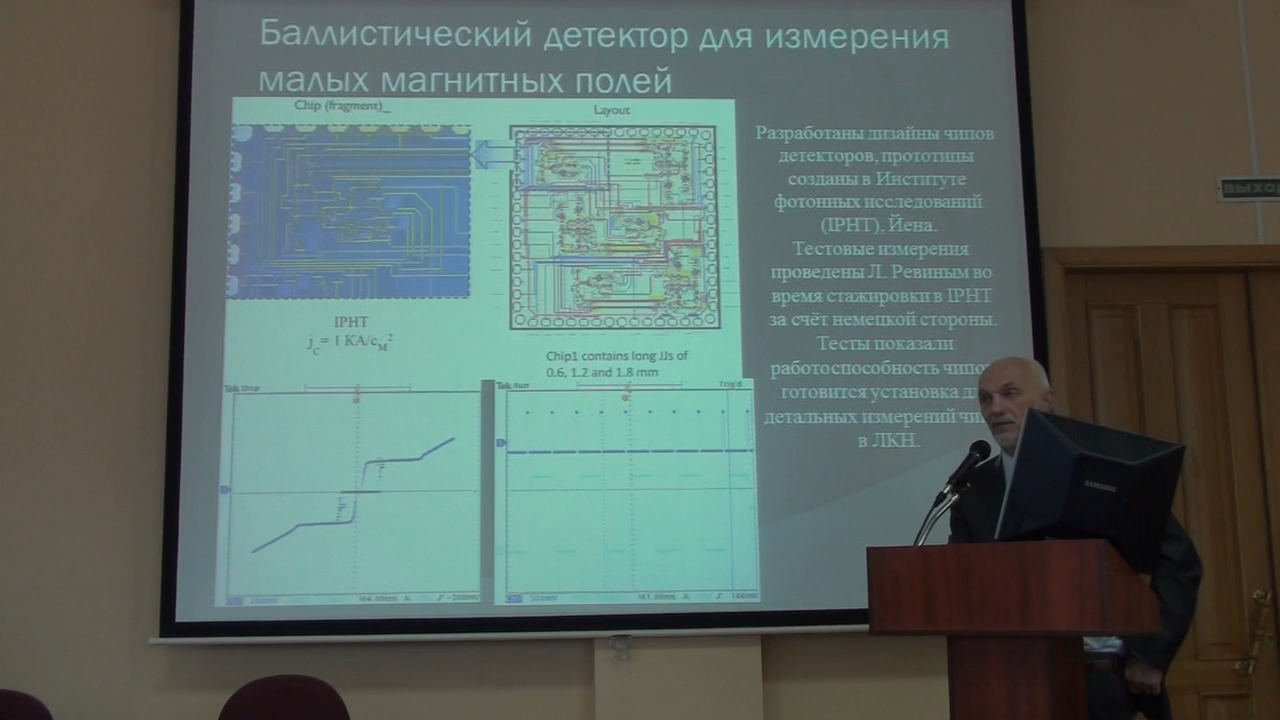 Баллистический детектор для измерения
малых магнитных полей
Chip (fragment)_
Layout
IPHT
jC= 1 KA/cM2
Chip1 contains long JJs of
0.6, 1.2 and 1.8 mm
Разработаны дизайны чипов
детекторов, прототипы
созданы в Институте
фотонных исследований
(IPHT), Йена.
Тестовые измерения
проведены Л. Ревиным во
время стажировки в IPHT
за счёт немецкой стороны.
Тесты показали
работоспособность чипо
готовится установка д
детальных измерений чи
в ЛКН.
Tek Stop
Tek Run
Trig'd
ВЫХО
SAMSUNG